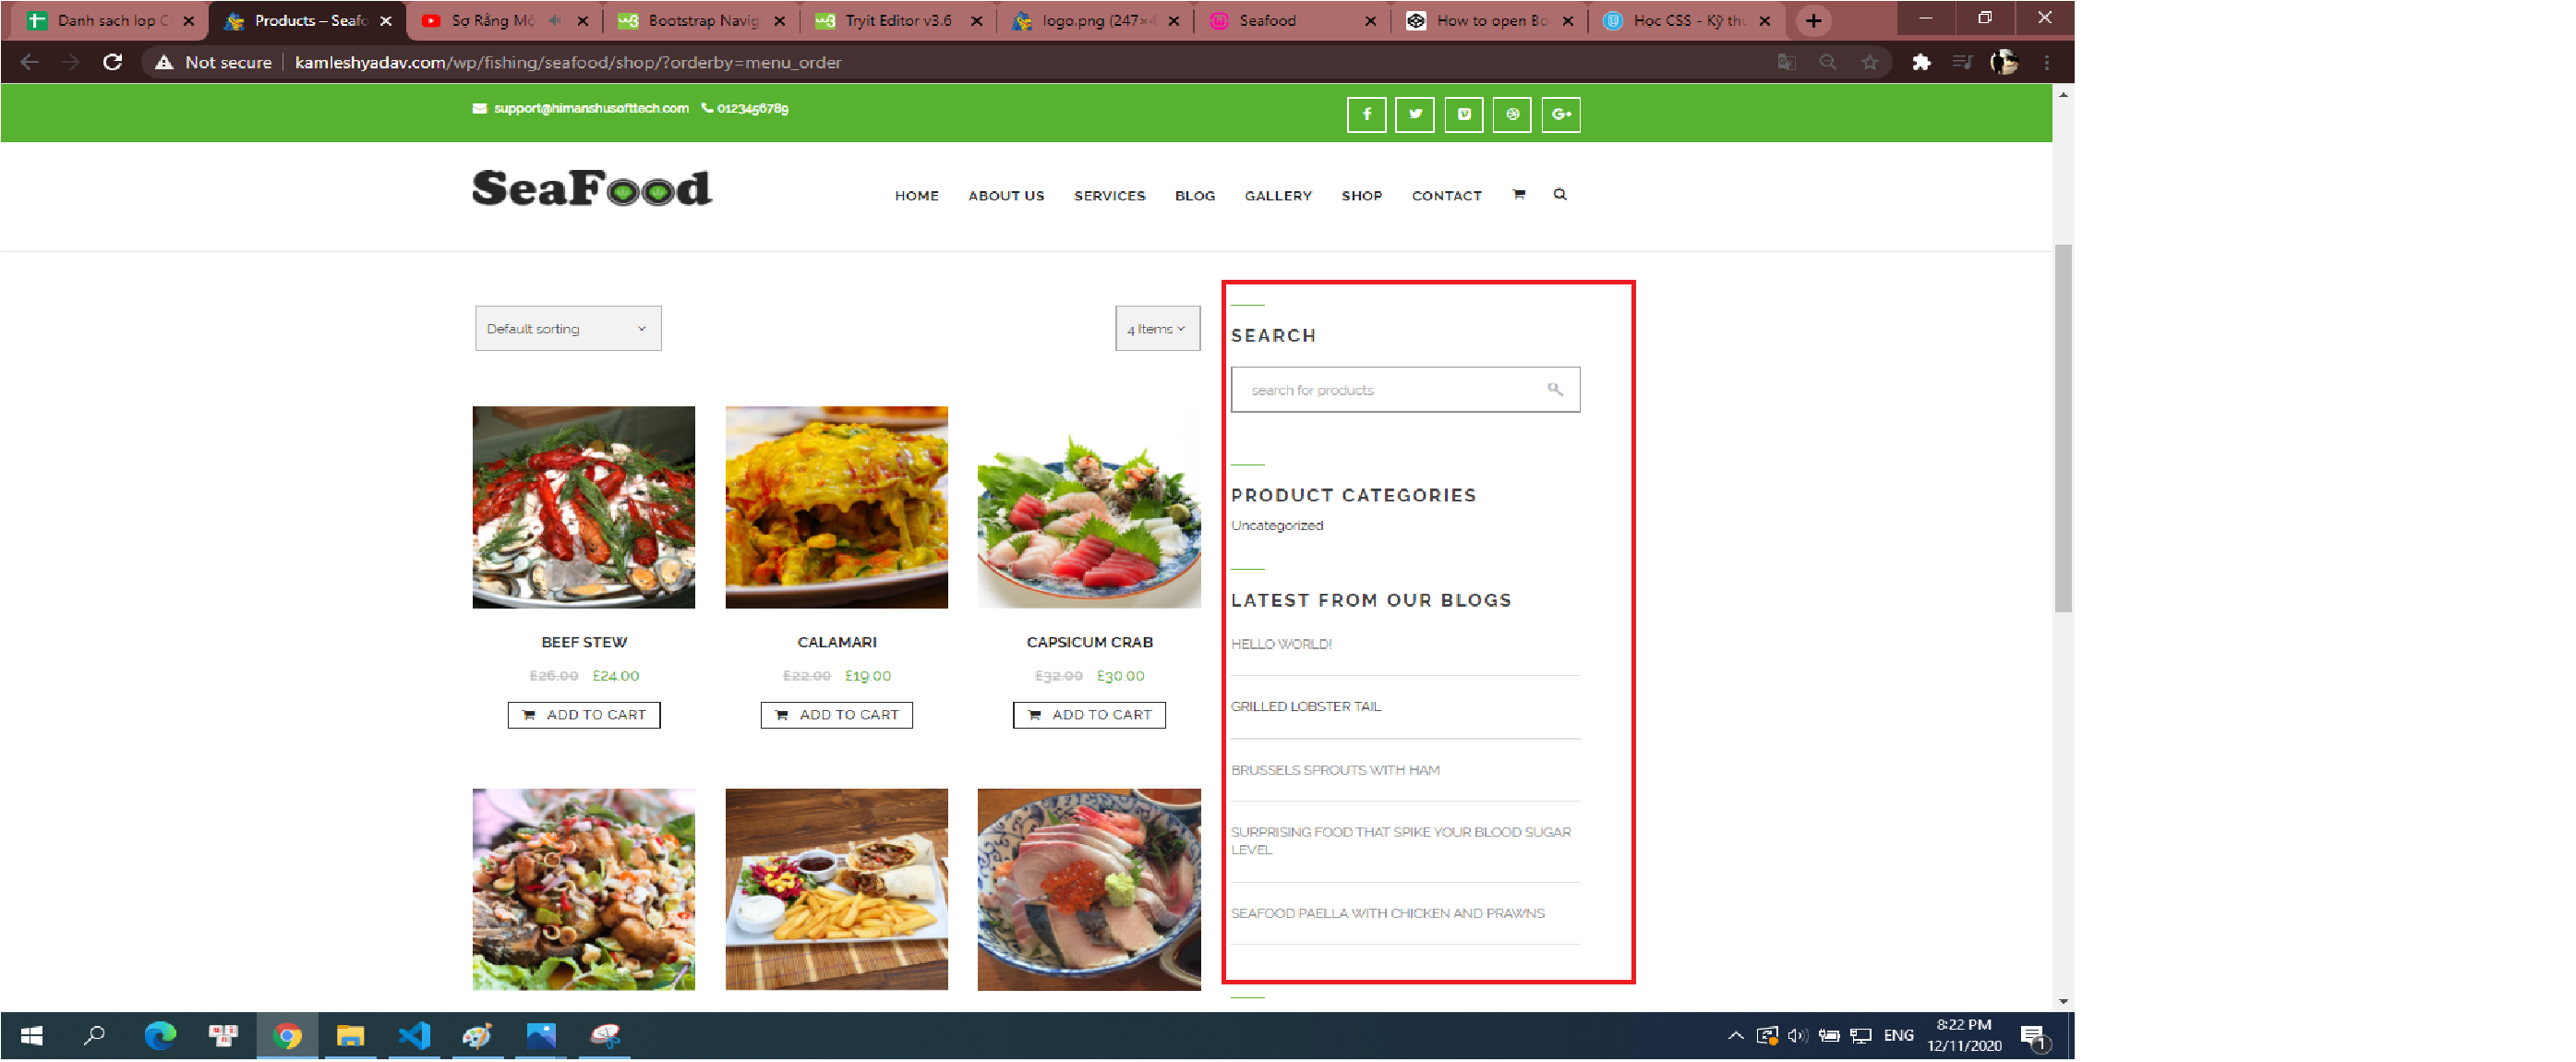 Danh sach lop C
Products – Seafo
Sợ Rằng Mộ
Bootstrap Navig
Tryit Editor v3.6
logo.png (247×4
Seafood
How to open Bo
Học CSS - Kỹ thu
Not secure
kamleshyadav.com/wp/fishing/seafood/shop/?orderby=menu_order
support@himanshusofttech.com 0123456789
SeaFood
HOME ABOUT US SERVICES BLOG GALLERY SHOP CONTACT
Default sorting
4 Items
SEARCH
search for products
PRODUCT CATEGORIES
Uncategorized
LATEST FROM OUR BLOGS
HELLO WORLD!
GRILLED LOBSTER TAIL
BRUSSELS SPROUTS WITH HAM
SURPRISING FOOD THAT SPIKE YOUR BLOOD SUGAR
LEVEL
SEAFOOD PAELLA WITH CHICKEN AND PRAWNS
BEEF STEW
£26.00 £24.00
ADD TO CART
CALAMARI
£22.00 £19.00
ADD TO CART
CAPSICUM CRAB
£32.00 £30.00
ADD TO CART
ENG
8:22 PM
12/11/2020
1